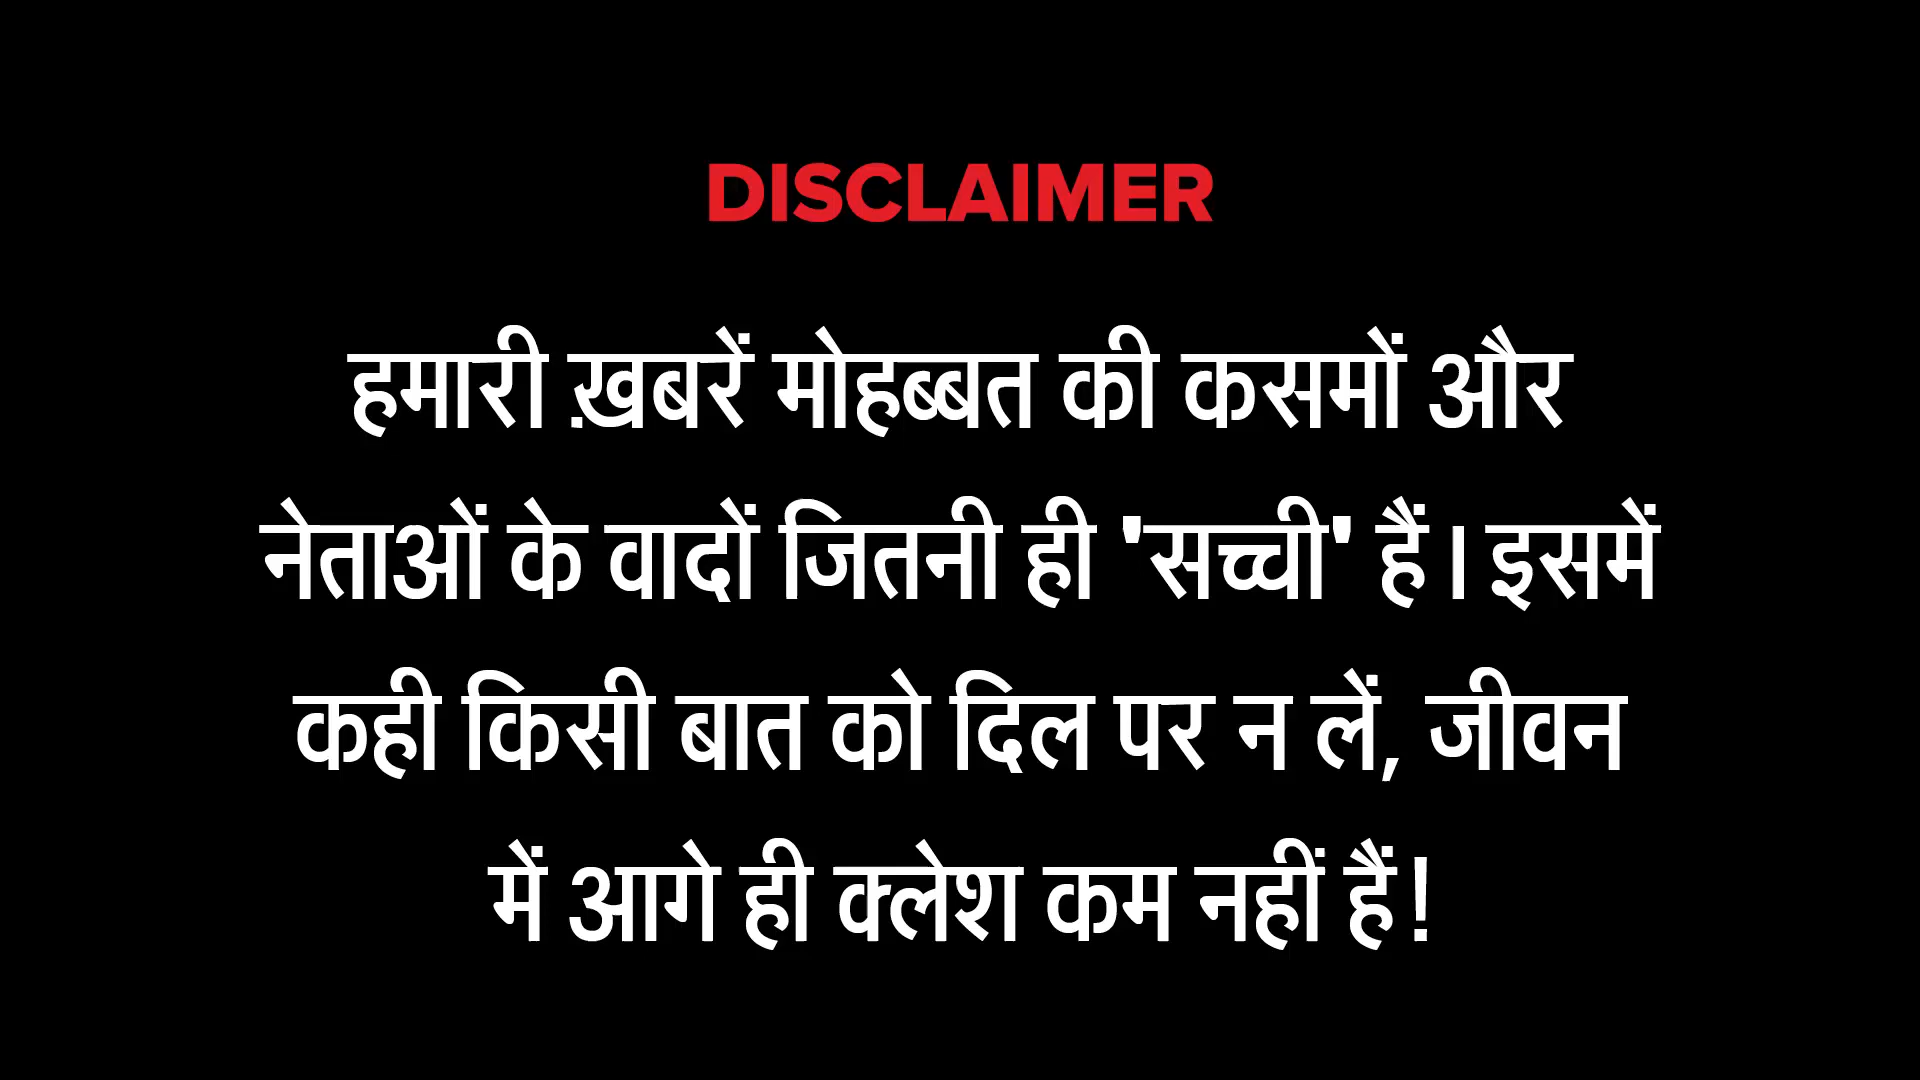 DISCLAIMER
हमारी ख़बरें मोहब्बत की कसमों और
नेताओं के वादों जितनी ही 'सच्ची' हैं। इसमें
कही किसी बात को दिल पर न लें, जीवन
में आगे ही क्लेश कम नहीं हैं!